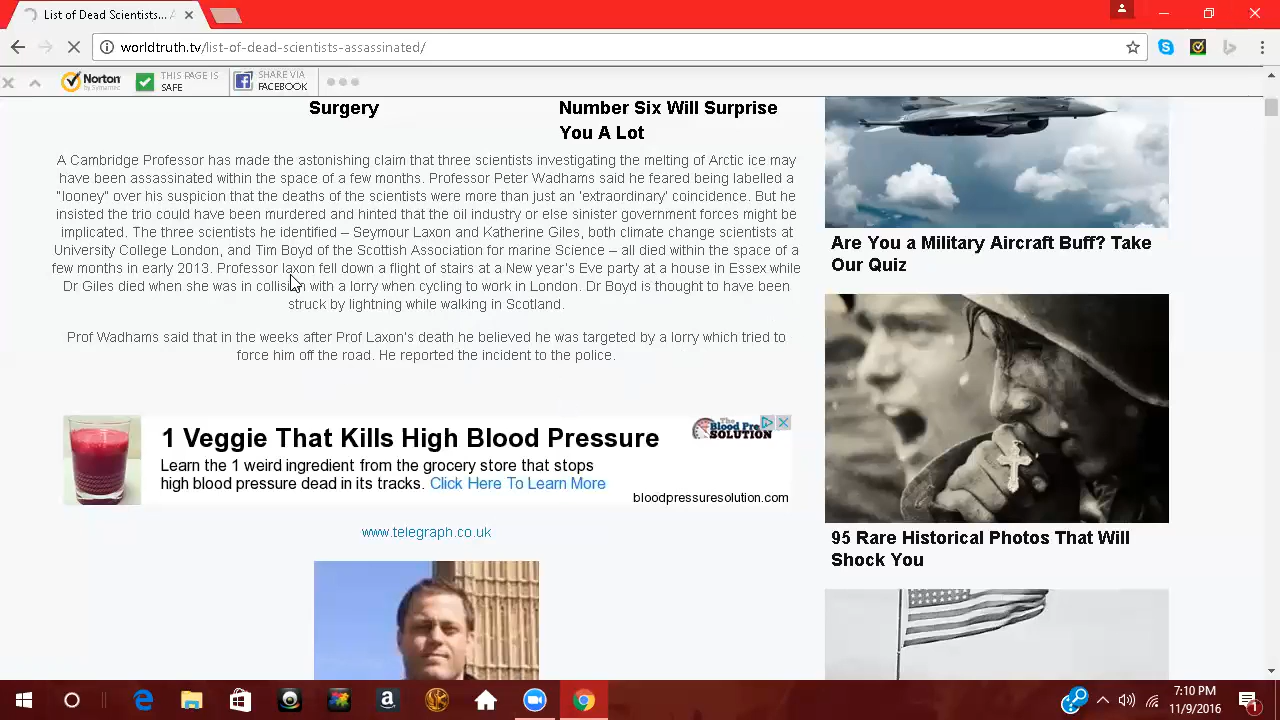 List of Dead Scientists... A
worldtruth.tv/list-of-dead-scientists-assassinated/
Norton
by Symantec
THIS PAGE IS
SAFE
SHARE VIA
FACEBOOK
Surgery
Number Six Will Surprise
You A Lot
A Cambridge Professor has made the astonishing claim that three scientists investigating the melting of Arctic ice may
have been assassinated within the space of a few months. Professor Peter Wadhams said he feared being labelled a
"looney" over his suspicion that the deaths of the scientists were more than just an 'extraordinary' coincidence. But he
insisted the trio could have been murdered and hinted that the oil industry or else sinister government forces might be
implicated. The three scientists he identified – Seymour Laxon and Katherine Giles, both climate change scientists at
University College London, and Tim Boyd of the Scottish Association for marine Science – all died within the space of a
few months in early 2013. Professor laxon fell down a flight of stairs at a New year's Eve party at a house in Essex while
Dr Giles died when she was in collision with a lorry when cycling to work in London. Dr Boyd is thought to have been
struck by lightning while walking in Scotland.
Prof Wadhams said that in the weeks after Prof Laxon's death he believed he was targeted by a lorry which tried to
force him off the road. He reported the incident to the police.
1 Veggie That Kills High Blood Pressure
Learn the 1 weird ingredient from the grocery store that stops
high blood pressure dead in its tracks. Click Here To Learn More
The
Blood Pre
SOLUTION
bloodpressuresolution.com
www.telegraph.co.uk
Are You a Military Aircraft Buff? Take
Our Quiz
95 Rare Historical Photos That Will
Shock You
7:10 PM
11/9/2016
1